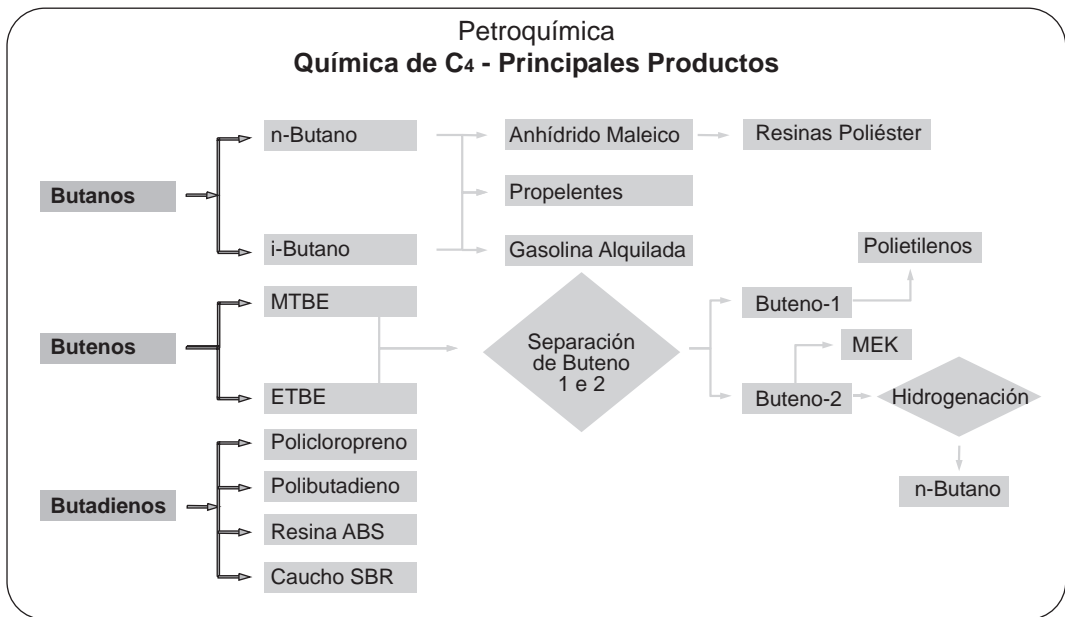 Petroquímica
Química de C4 - Principales Productos
Butanos
n-Butano
i-Butano
Anhídrido Maleico
Resinas Poliéster
Propelentes
Gasolina Alquilada
Butenos
MTBE
ETBE
Separación
de Buteno
1 e 2
Buteno-1
Polietilenos
Buteno-2
MEK
Hidrogenación
n-Butano
Butadienos
Policloropreno
Polibutadieno
Resina ABS
Caucho SBR